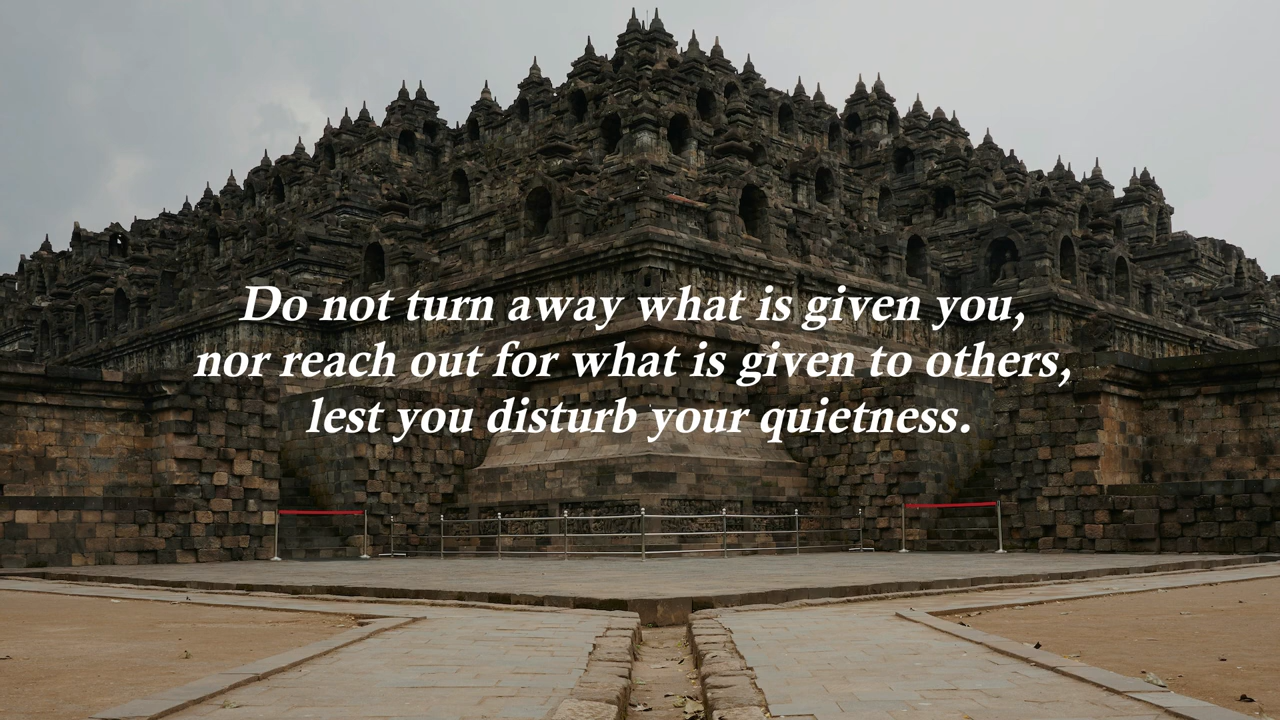 Do not turn away what is given you,
nor reach out for what is given to others,
lest you disturb your quietness.